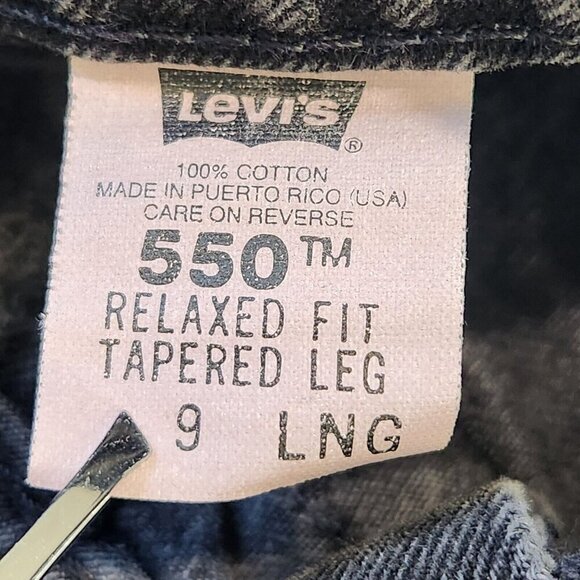 Levi's ®
100% COTTON
MADE IN PUERTO RICO (USA)
CARE ON REVERSE
550™
RELAXED FIT
TAPERED LEG
9 LNG